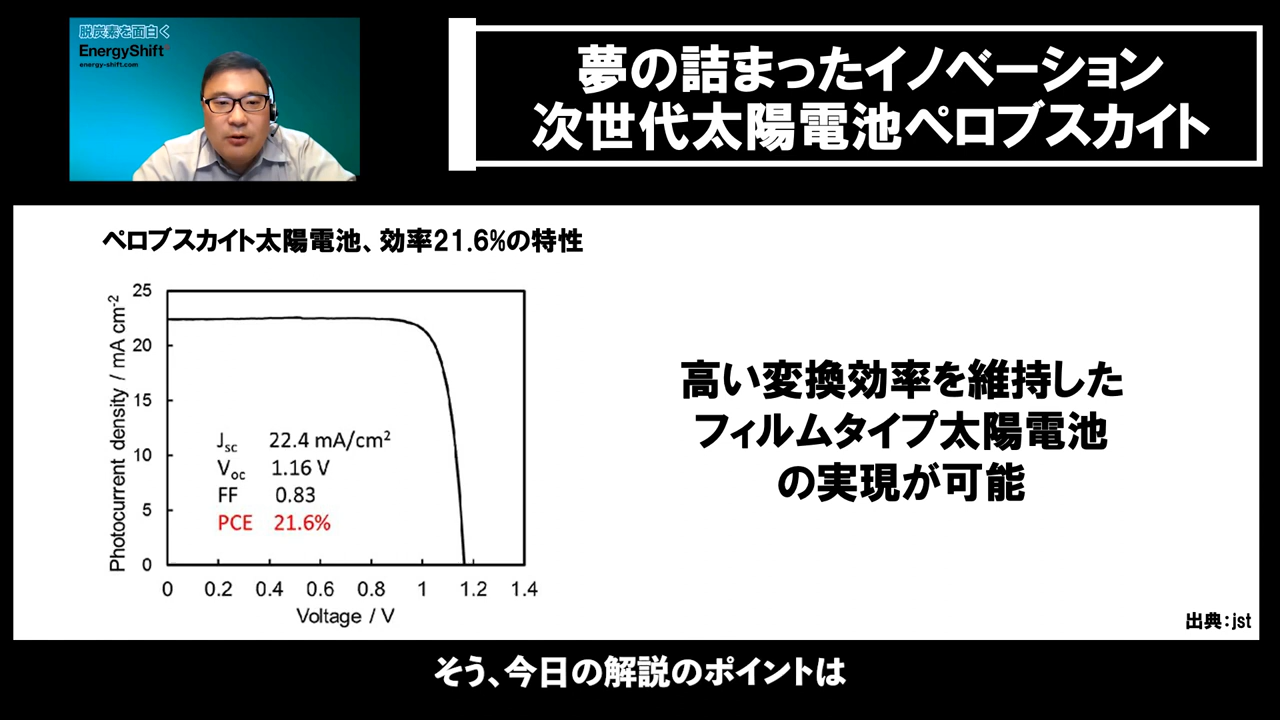 脱炭素を面白く
EnergyShift
energy-shift.com
夢の詰まったイノベーション
次世代太陽電池ペロブスカイト
ペロブスカイト太陽電池、効率21.6%の特性
Photocurrent density / mA cm-2
25
20
15
10
5
0
Jsc 22.4 mA/cm2
Voc 1.16 V
FF 0.83
PCE 21.6%
0 0.2 0.4 0.6 0.8 1 1.2 1.4
Voltage / V
高い変換効率を維持した
フィルムタイプ太陽電池
の実現が可能
出典:jst
そう、今日の解説のポイントは